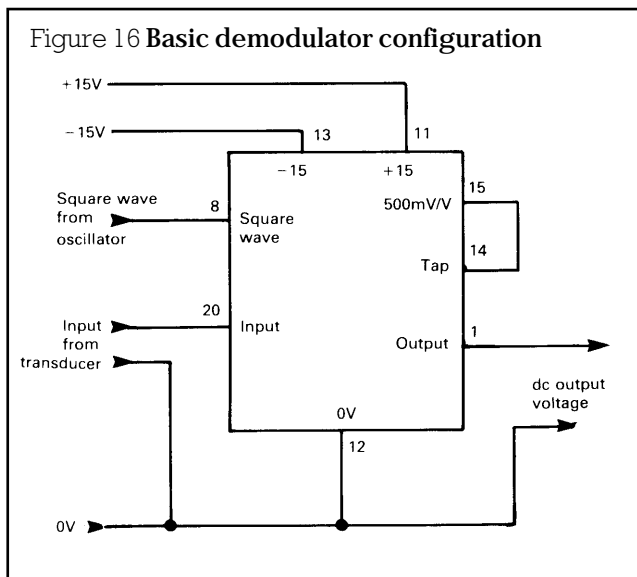 Figure 16 Basic demodulator configuration
+15V
-15V
13
11
-15
+15
15
500mV/V
Square wave
from
oscillator
8
Square
wave
14
Tap
20
Input
from
transducer
Input
1
Output
dc output
voltage
0V
12
0V